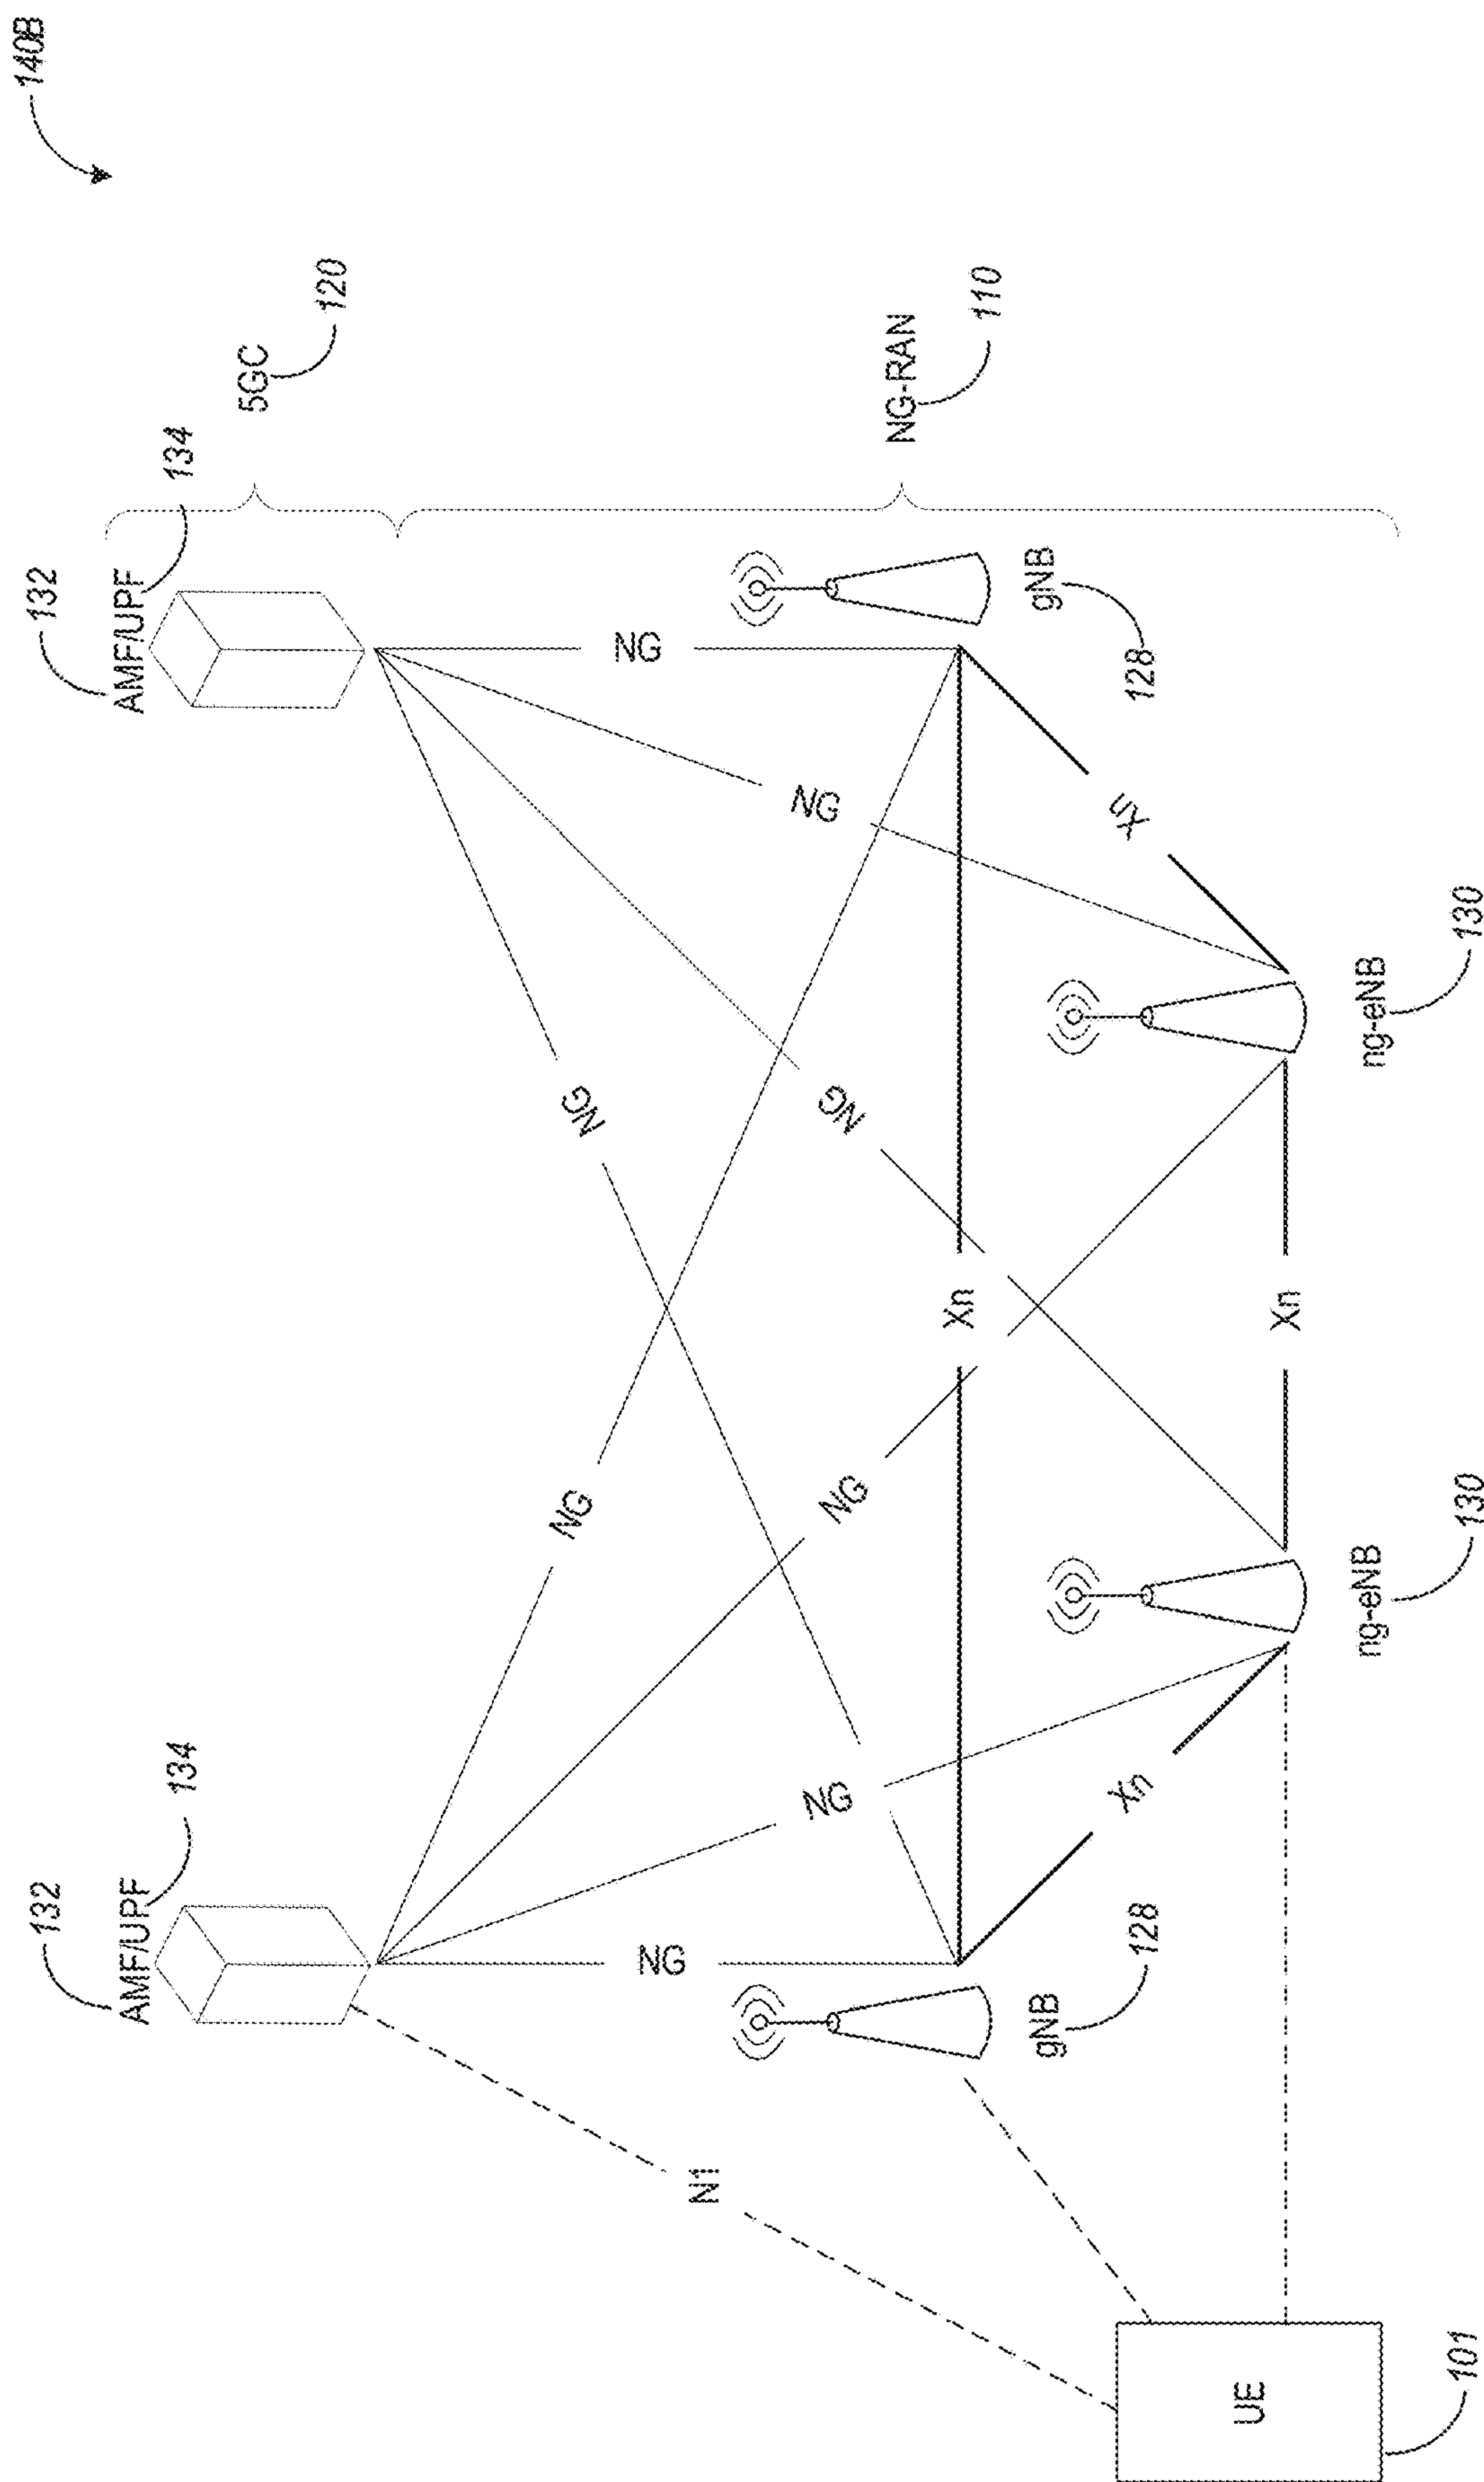 140B
132
AMF/UPF
134
132
AMF/UPF
134
5GC
120
NG
NG
NG
NG
NG
NG
NG
NG
N1
gNB
128
gNB
128
NG-RAN
110
Xn
Xn
Xn
Xn
ng-eNB
130
ng-eNB
130
UE
101